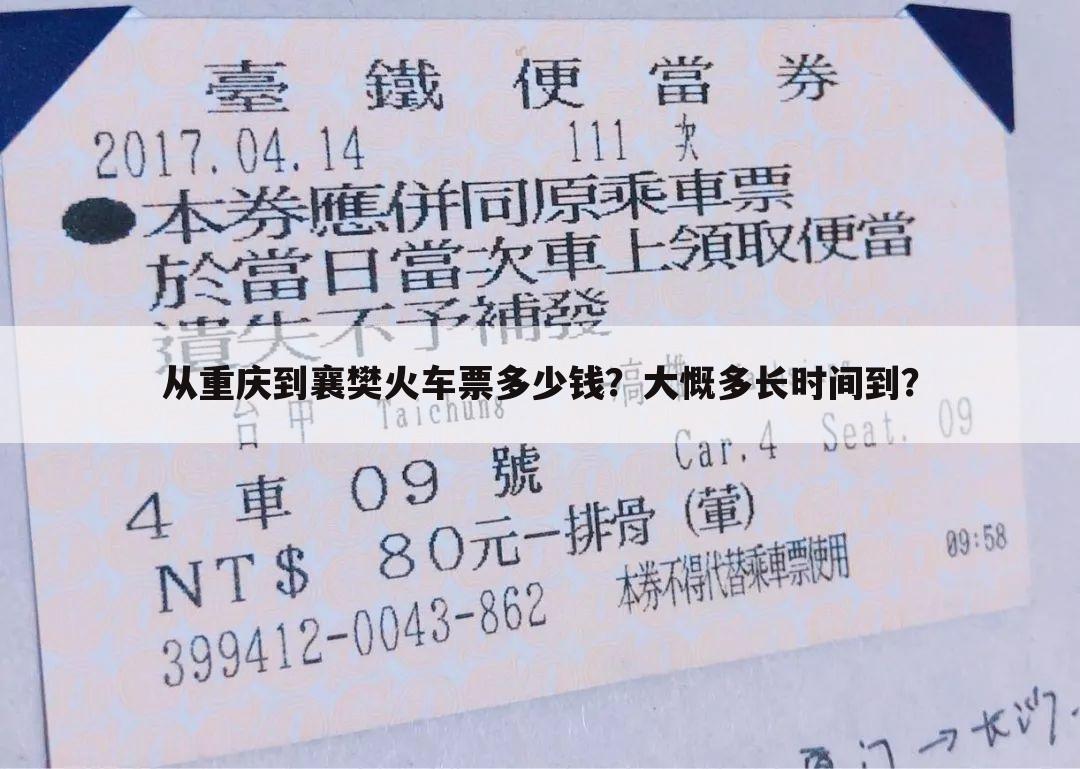 臺鐵便當券
2017.04.14 111 次
●本券應併同原乘車票
於當日當次車上領取便當
遺失不予補發
从重庆到襄樊火车票多少钱？大概多长时间到？
台中 Taichung 高雄
Car.4 Seat. 09
4 車 09 號
NT$ 80元－排骨 (葷)
09:58
399412-0043-862 本券不得代替乘車票使用
→ 长沙